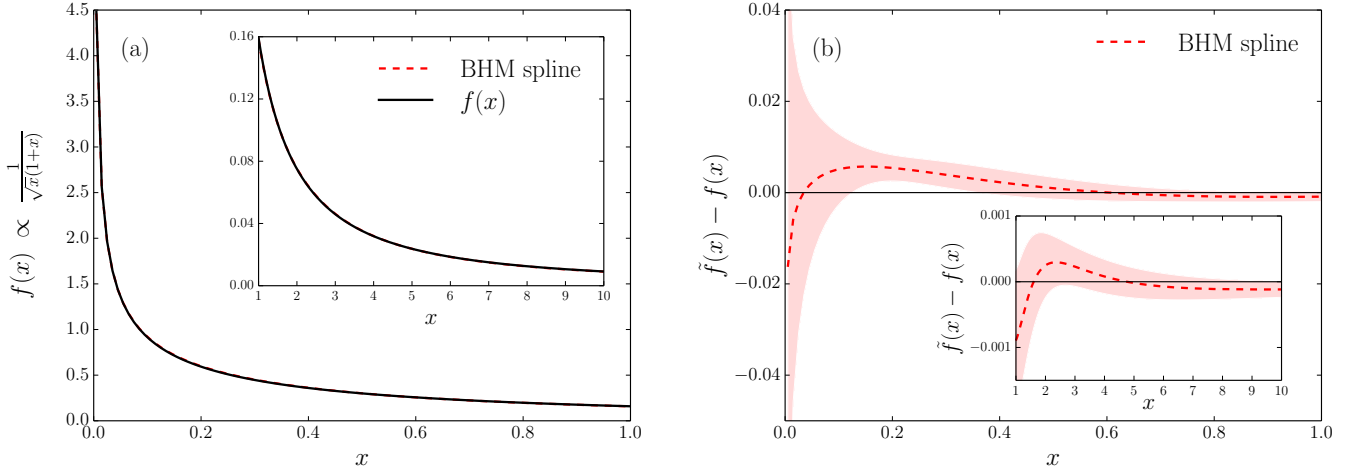 (a)
BHM spline
f(x)
0.16
0.12
0.08
0.04
0.00
1 2 3 4 5 6 7 8 9 10
x
4.5
4.0
3.5
3.0
2.5
2.0
1.5
1.0
0.5
0.0
f(x) ∝ 1/√x(1+x)
0.0 0.2 0.4 0.6 0.8 1.0
x
(b)
BHM spline
0.04
0.02
0.00
−0.02
−0.04
f̃(x) − f(x)
0.001
0.000
−0.001
f̃(x) − f(x)
1 2 3 4 5 6 7 8 9 10
x
0.0 0.2 0.4 0.6 0.8 1.0
x